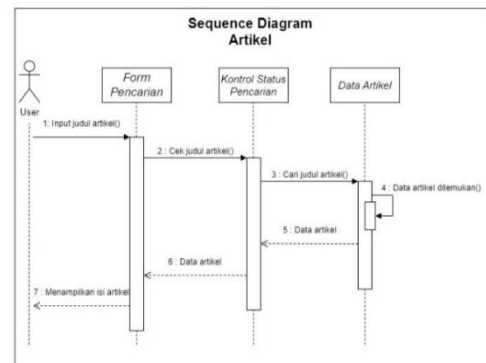 Sequence Diagram
Artikel
Form
Pencarian
Kontrol Status
Pencarian
Data Artikel
User
1: Input judul artikel()
2 : Cek judul artikel()
3 : Cari judul artikel()
4 : Data artikel ditemukan()
5 : Data artikel
6 : Data artikel
7 : Menampilkan isi artikel